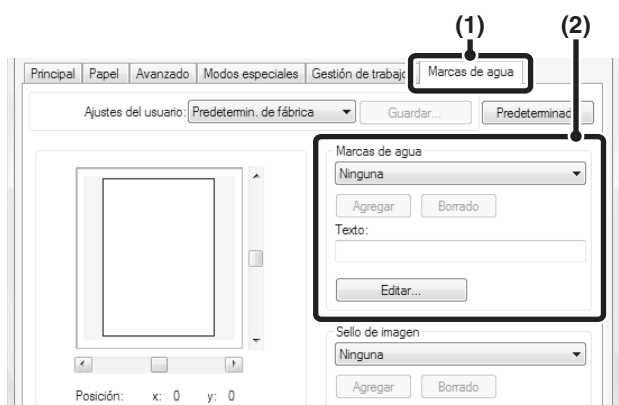 (1) (2)
Principal Papel Avanzado Modos especiales Gestión de trabajo Marcas de agua
Ajustes del usuario: Predetermin. de fábrica Guardar... Predeterminad
Marcas de agua
Ninguna
Agregar Borrado
Texto:
Editar...
Sello de imagen
Ninguna
Agregar Borrado
Posición: x: 0 y: 0